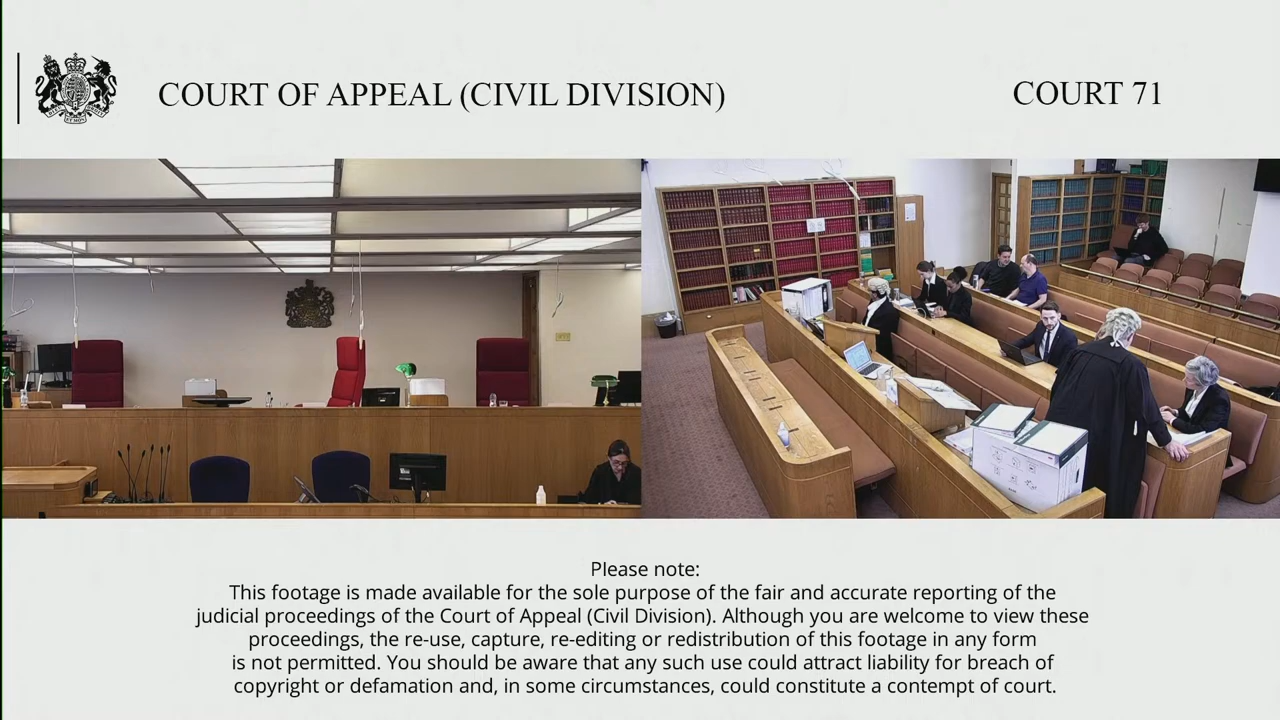 COURT OF APPEAL (CIVIL DIVISION)
COURT 71
Please note:
This footage is made available for the sole purpose of the fair and accurate reporting of the
judicial proceedings of the Court of Appeal (Civil Division). Although you are welcome to view these
proceedings, the re-use, capture, re-editing or redistribution of this footage in any form
is not permitted. You should be aware that any such use could attract liability for breach of
copyright or defamation and, in some circumstances, could constitute a contempt of court.